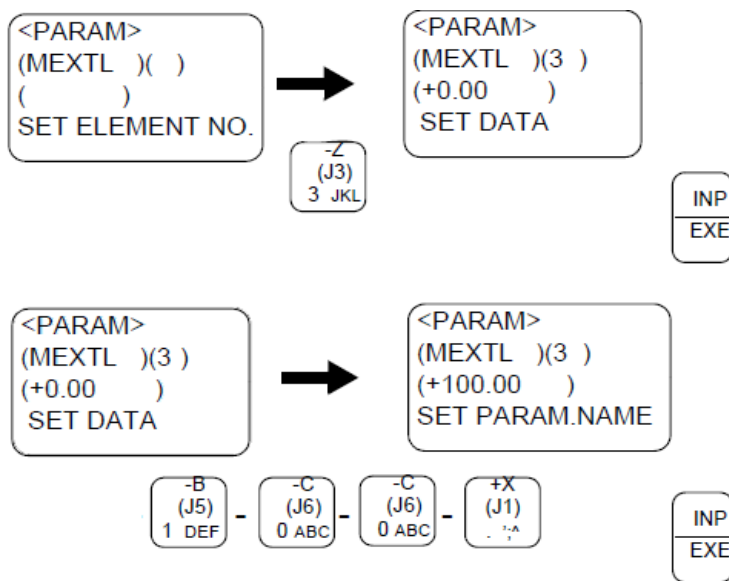 <PARAM>
(MEXTL )( )
( )
SET ELEMENT NO.
<PARAM>
(MEXTL )(3 )
(+0.00 )
SET DATA
-Z
(J3)
3 JKL
INP
EXE
<PARAM>
(MEXTL )(3 )
(+0.00 )
SET DATA
<PARAM>
(MEXTL )(3 )
(+100.00 )
SET PARAM.NAME
-B
(J5)
1 DEF
-
-C
(J6)
0 ABC
-
-C
(J6)
0 ABC
-
+X
(J1)
. ';^
INP
EXE